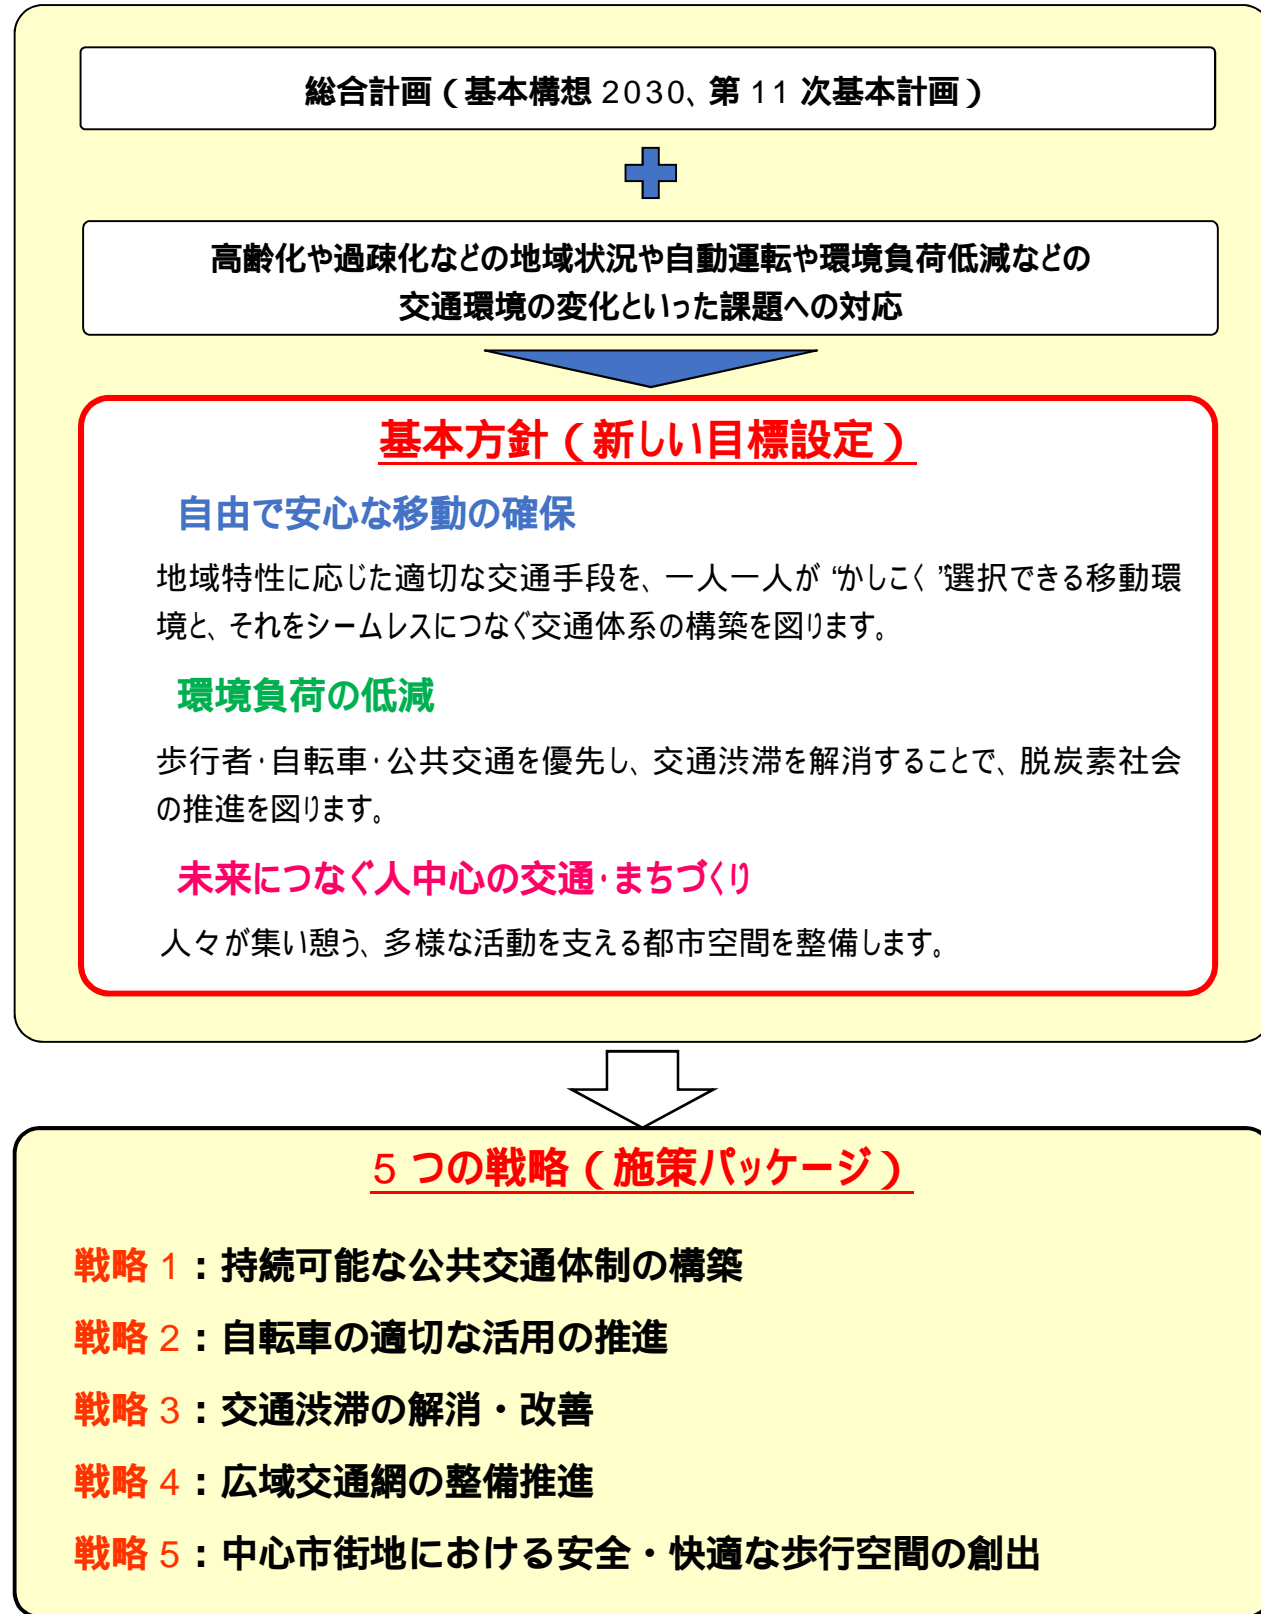 総合計画（基本構想 2030、第 11 次基本計画）
高齢化や過疎化などの地域状況や自動運転や環境負荷低減などの
交通環境の変化といった課題への対応
基本方針（新しい目標設定）
自由で安心な移動の確保
地域特性に応じた適切な交通手段を、一人一人が“かしこく”選択できる移動環
境と、それをシームレスにつなぐ交通体系の構築を図ります。
環境負荷の低減
歩行者・自転車・公共交通を優先し、交通渋滞を解消することで、脱炭素社会
の推進を図ります。
未来につなぐ人中心の交通・まちづくり
人々が集い憩う、多様な活動を支える都市空間を整備します。
5 つの戦略（施策パッケージ）
戦略 1：持続可能な公共交通体制の構築
戦略 2：自転車の適切な活用の推進
戦略 3：交通渋滞の解消・改善
戦略 4：広域交通網の整備推進
戦略 5：中心市街地における安全・快適な歩行空間の創出